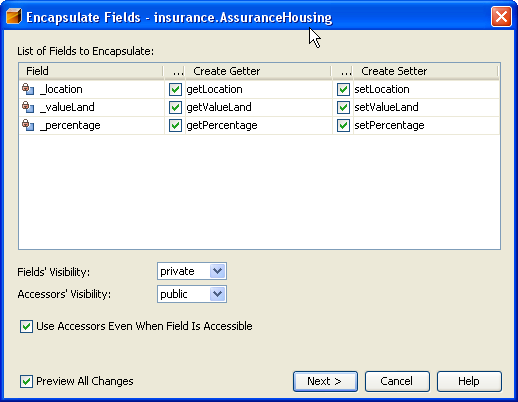 Encapsulate Fields - insurance.AssuranceHousing
List of Fields to Encapsulate:
Field ... Create Getter ... Create Setter
_location getLocation setLocation
_valueLand getValueLand setValueLand
_percentage getPercentage setPercentage
Fields' Visibility: private
Accessors' Visibility: public
Use Accessors Even When Field Is Accessible
Preview All Changes Next > Cancel Help